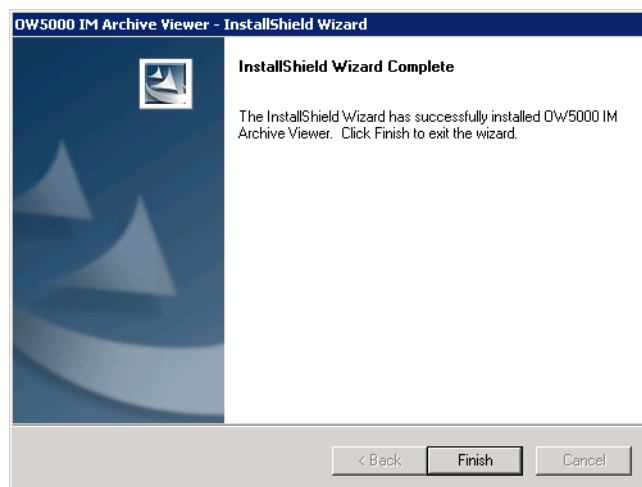 OW5000 IM Archive Viewer - InstallShield Wizard
InstallShield Wizard Complete
The InstallShield Wizard has successfully installed OW5000 IM
Archive Viewer. Click Finish to exit the wizard.
< Back
Finish
Cancel